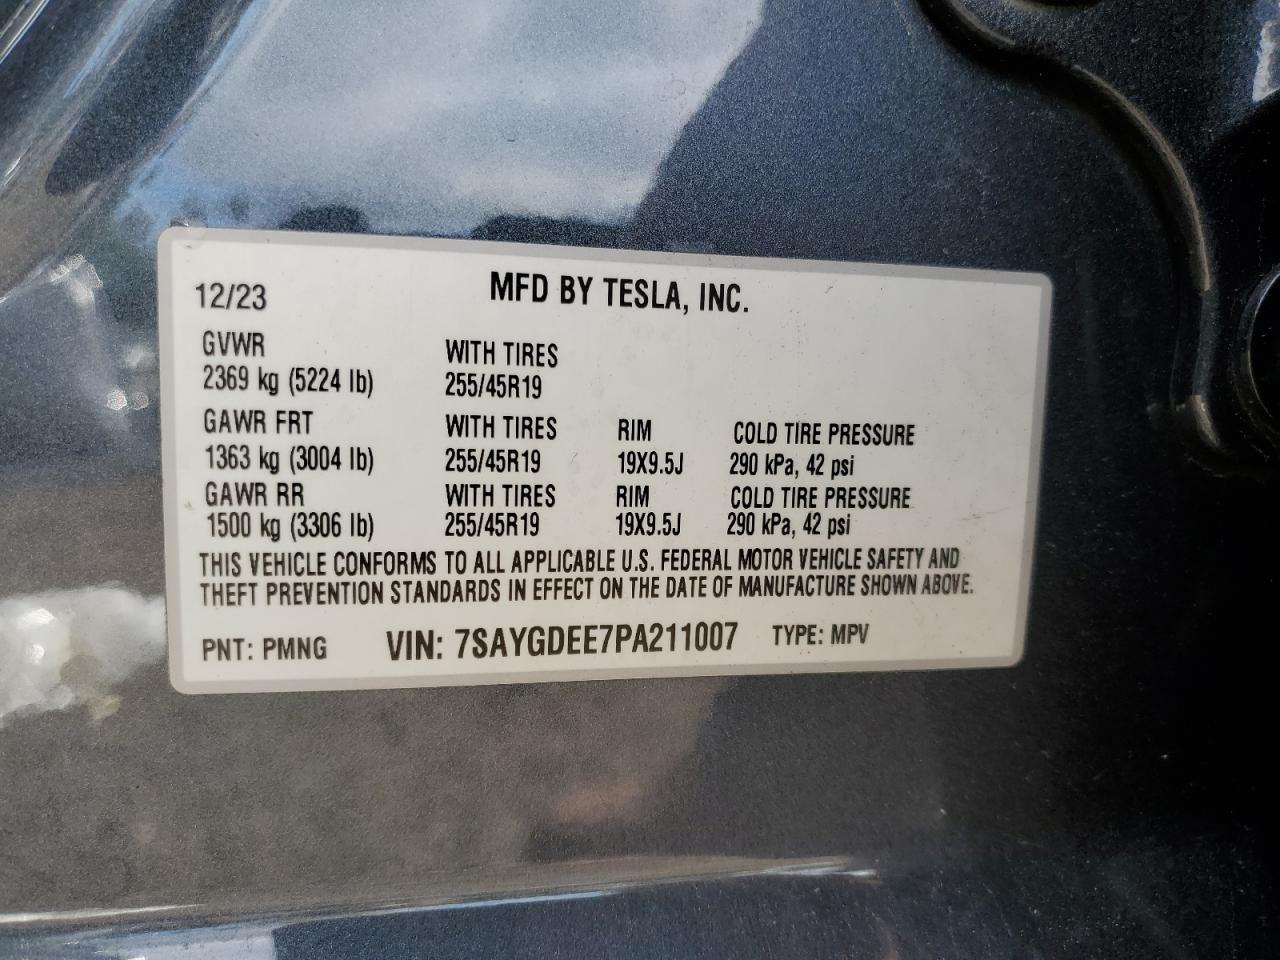 12/23 MFD BY TESLA, INC.
GVWR WITH TIRES
2369 kg (5224 lb) 255/45R19
GAWR FRT WITH TIRES RIM COLD TIRE PRESSURE
1363 kg (3004 lb) 255/45R19 19X9.5J 290 kPa, 42 psi
GAWR RR WITH TIRES RIM COLD TIRE PRESSURE
1500 kg (3306 lb) 255/45R19 19X9.5J 290 kPa, 42 psi
THIS VEHICLE CONFORMS TO ALL APPLICABLE U.S. FEDERAL MOTOR VEHICLE SAFETY AND
THEFT PREVENTION STANDARDS IN EFFECT ON THE DATE OF MANUFACTURE SHOWN ABOVE.
PNT: PMNG VIN: 7SAYGDEE7PA211007 TYPE: MPV